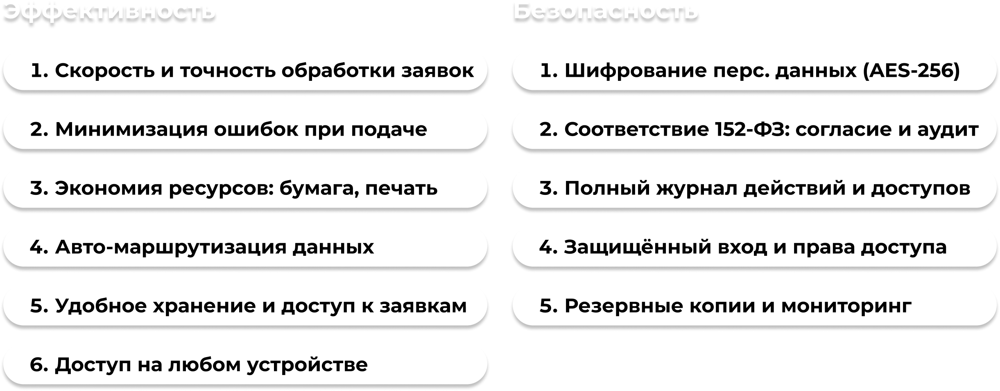 Эффективность
1. Скорость и точность обработки заявок
2. Минимизация ошибок при подаче
3. Экономия ресурсов: бумага, печать
4. Авто-маршрутизация данных
5. Удобное хранение и доступ к заявкам
6. Доступ на любом устройстве
Безопасность
1. Шифрование перс. данных (AES-256)
2. Соответствие 152-ФЗ: согласие и аудит
3. Полный журнал действий и доступов
4. Защищённый вход и права доступа
5. Резервные копии и мониторинг